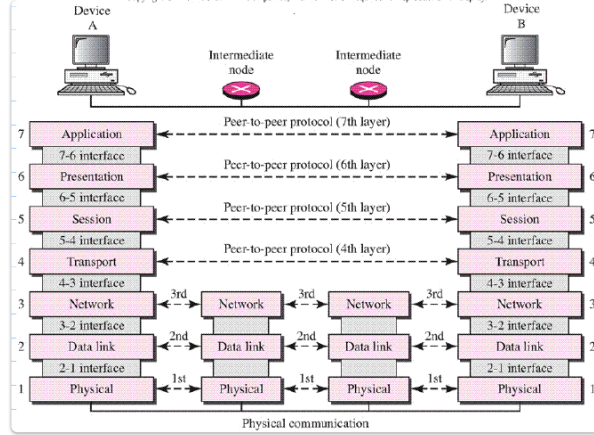 Device
A
Intermediate
node
Intermediate
node
Device
B
Peer-to-peer protocol (7th layer)
7 Application Application 7
7-6 interface 7-6 interface
Peer-to-peer protocol (6th layer)
6 Presentation Presentation 6
6-5 interface 6-5 interface
Peer-to-peer protocol (5th layer)
5 Session Session 5
5-4 interface 5-4 interface
Peer-to-peer protocol (4th layer)
4 Transport Transport 4
4-3 interface 4-3 interface
3 Network 3rd Network 3rd Network 3rd Network 3
3-2 interface 3-2 interface
2 Data link 2nd Data link 2nd Data link 2nd Data link 2
2-1 interface 2-1 interface
1 Physical 1st Physical 1st Physical 1st Physical 1
Physical communication